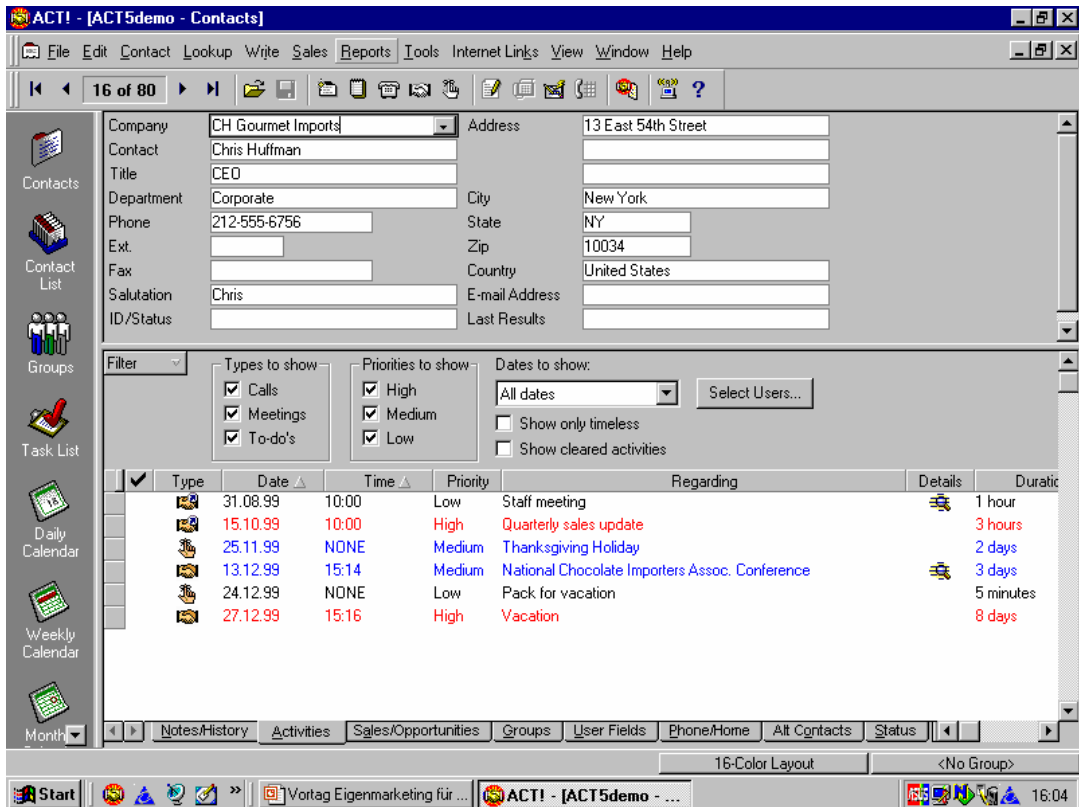 ACT! - [ACT5demo - Contacts]
File Edit Contact Lookup Write Sales Reports Tools Internet Links View Window Help
16 of 80
Contacts
Contact List
Groups
Task List
Daily Calendar
Weekly Calendar
Month
Company CH Gourmet Imports Address 13 East 54th Street
Contact Chris Huffman
Title CEO
Department Corporate City New York
Phone 212-555-6756 State NY
Ext. Zip 10034
Fax Country United States
Salutation Chris E-mail Address
ID/Status Last Results
Filter Types to show Priorities to show Dates to show:
Calls High All dates Select Users...
Meetings Medium Show only timeless
To-do's Low Show cleared activities
Type Date Time Priority Regarding Details Duratic
31.08.99 10:00 Low Staff meeting 1 hour
15.10.99 10:00 High Quarterly sales update 3 hours
25.11.99 NONE Medium Thanksgiving Holiday 2 days
13.12.99 15:14 Medium National Chocolate Importers Assoc. Conference 3 days
24.12.99 NONE Low Pack for vacation 5 minutes
27.12.99 15:16 High Vacation 8 days
Notes/History Activities Sales/Opportunities Groups User Fields Phone/Home Alt Contacts Status
16-Color Layout <No Group>
Start » Vortag Eigenmarketing für ... ACT! - [ACT5demo - ... 16:04